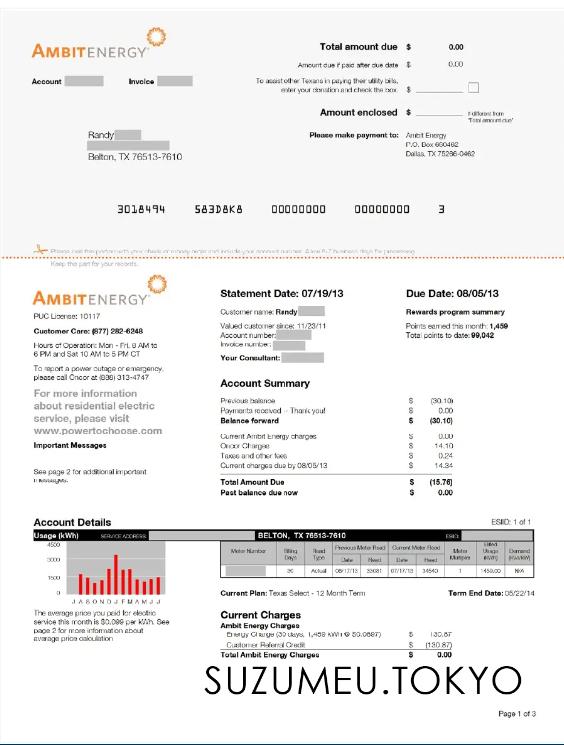 AMBITENERGY
Total amount due $ 0.00
Amount due if paid after due date $ 0.00
Account Invoice
To assist other Texans in paying their utility bills,
enter your donation and check the box. $
Amount enclosed $ If different from
"Total amount due"
Randy
Belton, TX 76513-7610
Please make payment to: Ambit Energy
P.O. Box 660462
Dallas, TX 75266-0462
3018494 583D8K8 00000000 00000000 3
Please mail this portion with your check or money order and include your account number. Allow 5-7 business days for processing.
Keep this part for your records.
AMBITENERGY
PUC License: 10117
Customer Care: (877) 282-6248
Hours of Operation: Mon - Fri, 8 AM to
6 PM and Sat 10 AM to 5 PM CT
To report a power outage or emergency,
please call Oncor at (888) 313-4747
For more information
about residential electric
service, please visit
www.powertochoose.com
Important Messages
See page 2 for additional important
messages.
Statement Date: 07/19/13
Customer name: Randy
Valued customer since: 11/23/11
Account number:
Invoice number:
Your Consultant:
Due Date: 08/05/13
Rewards program summary
Points earned this month: 1,459
Total points to date: 99,042
Account Summary
Previous balance $ (30.10)
Payments received -- Thank you! $ 0.00
Balance forward $ (30.10)
Current Ambit Energy charges $ 0.00
Oncor Charges $ 14.10
Taxes and other fees $ 0.24
Current charges due by 08/05/13 $ 14.34
Total Amount Due $ (15.76)
Past balance due now $ 0.00
Account Details ESIID: 1 of 1
Usage (kWh) SERVICE ADDRESS: BELTON, TX 76513-7610 ESIID:
4500
3000
1500
0
J A S O N D J F M A M J J
The average price you paid for electric
service this month is $0.099 per kWh. See
page 2 for more information about
average price calculation
Meter Number Billing Days Read Type Previous Meter Read Current Meter Read Meter Multiplier Billed Usage (kWh) Demand
Date Read Date Read
30 Actual 06/17/13 33081 07/17/13 34540 1 1459.00 N/A
Current Plan: Texas Select - 12 Month Term Term End Date: 05/22/14
Current Charges
Ambit Energy Charges
Energy Charge (30 days, 1,459 kWh @ $0.0897) $ 130.87
Customer Referral Credit $ (130.87)
Total Ambit Energy Charges $ 0.00
SUZUMEU.TOKYO
Page 1 of 3